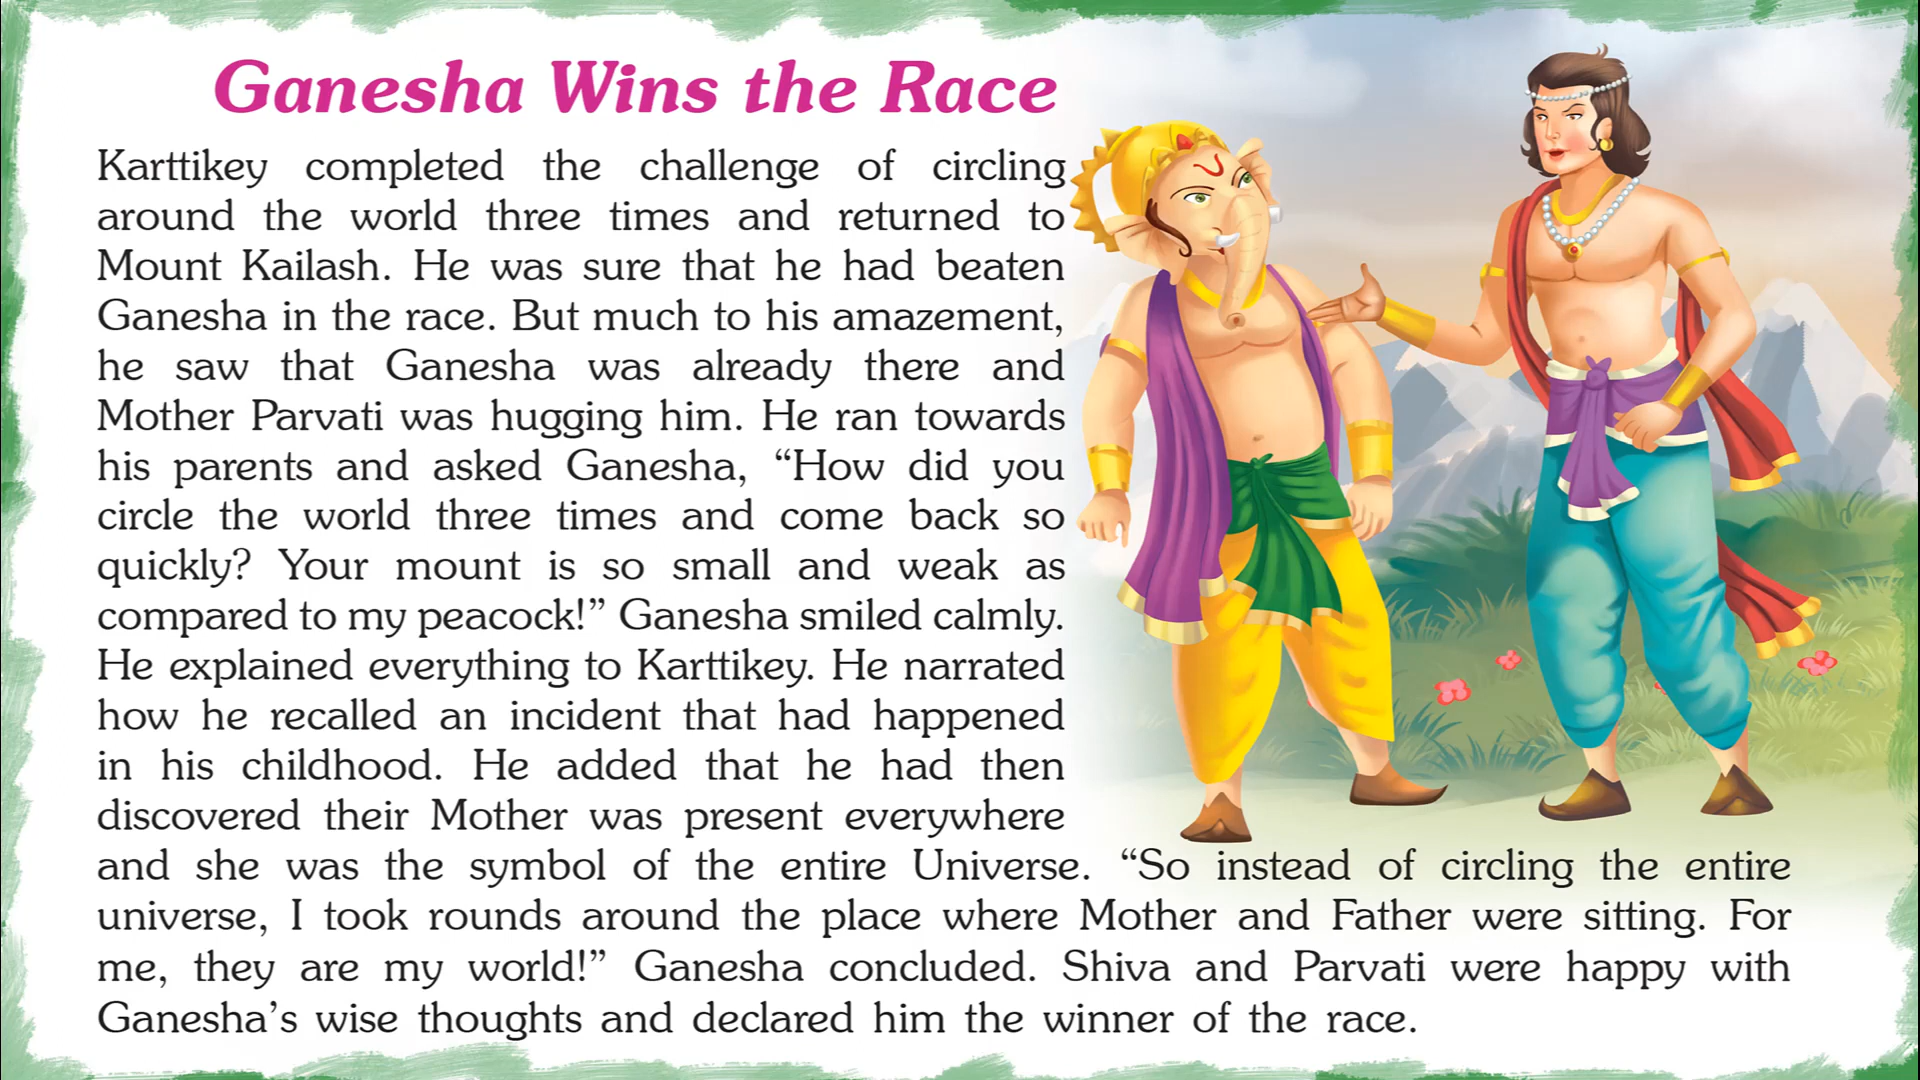 Ganesha Wins the Race
Karttikey completed the challenge of circling
around the world three times and returned to
Mount Kailash. He was sure that he had beaten
Ganesha in the race. But much to his amazement,
he saw that Ganesha was already there and
Mother Parvati was hugging him. He ran towards
his parents and asked Ganesha, “How did you
circle the world three times and come back so
quickly? Your mount is so small and weak as
compared to my peacock!” Ganesha smiled calmly.
He explained everything to Karttikey. He narrated
how he recalled an incident that had happened
in his childhood. He added that he had then
discovered their Mother was present everywhere
and she was the symbol of the entire Universe. “So instead of circling the entire
universe, I took rounds around the place where Mother and Father were sitting. For
me, they are my world!” Ganesha concluded. Shiva and Parvati were happy with
Ganesha’s wise thoughts and declared him the winner of the race.